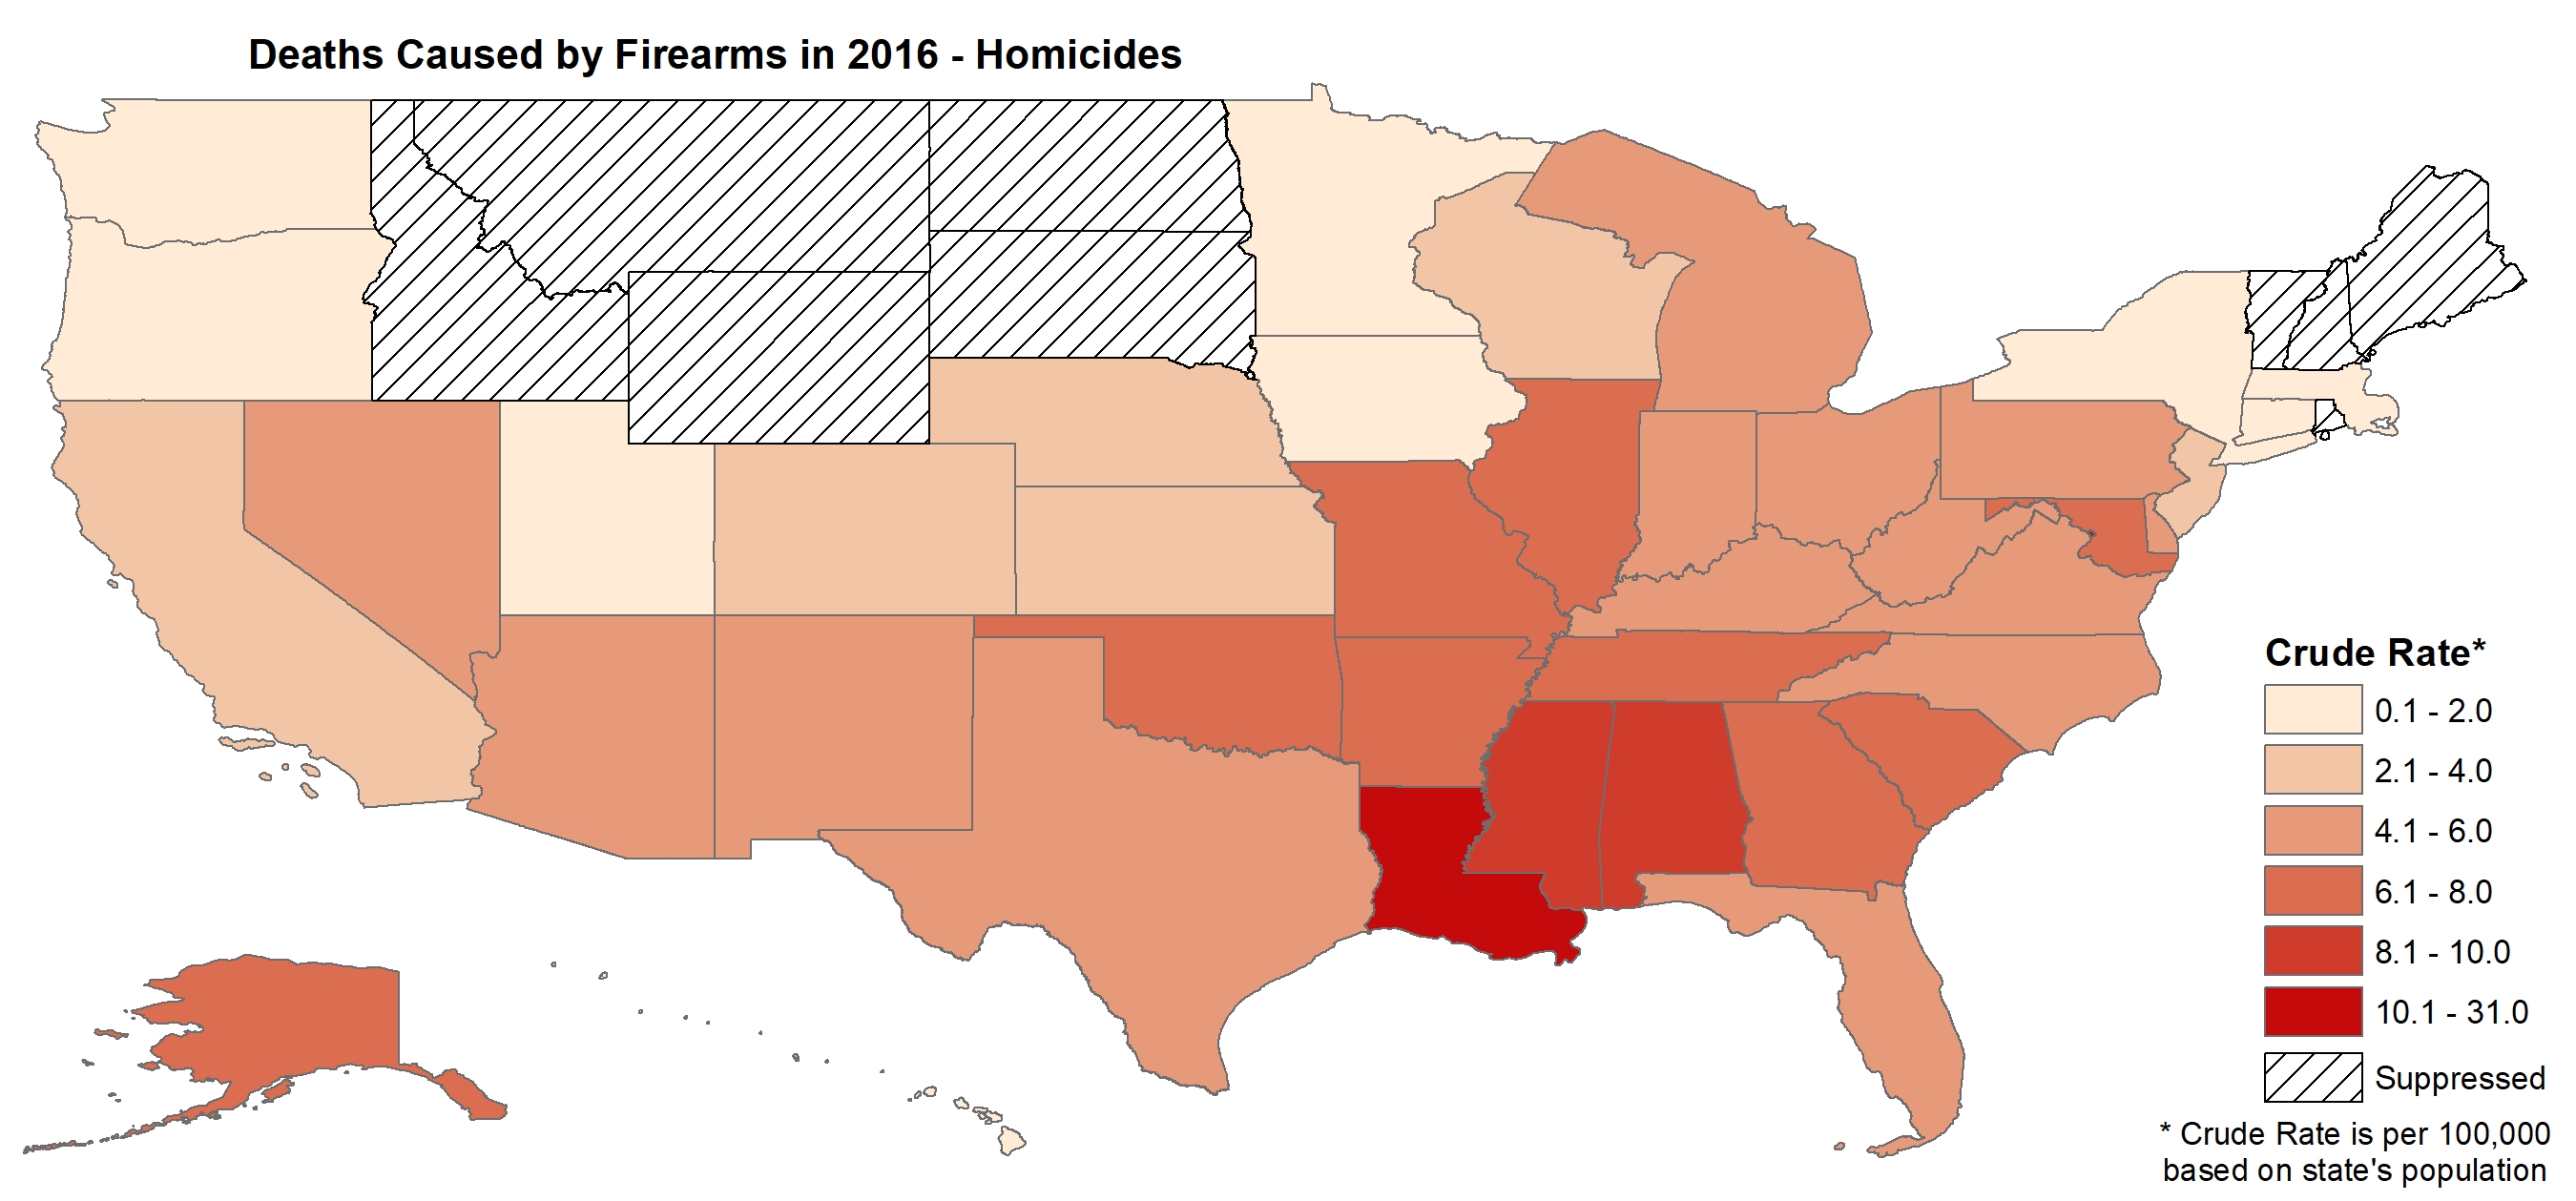 Deaths Caused by Firearms in 2016 - Homicides
Crude Rate*
0.1 - 2.0
2.1 - 4.0
4.1 - 6.0
6.1 - 8.0
8.1 - 10.0
10.1 - 31.0
Suppressed
* Crude Rate is per 100,000
based on state's population